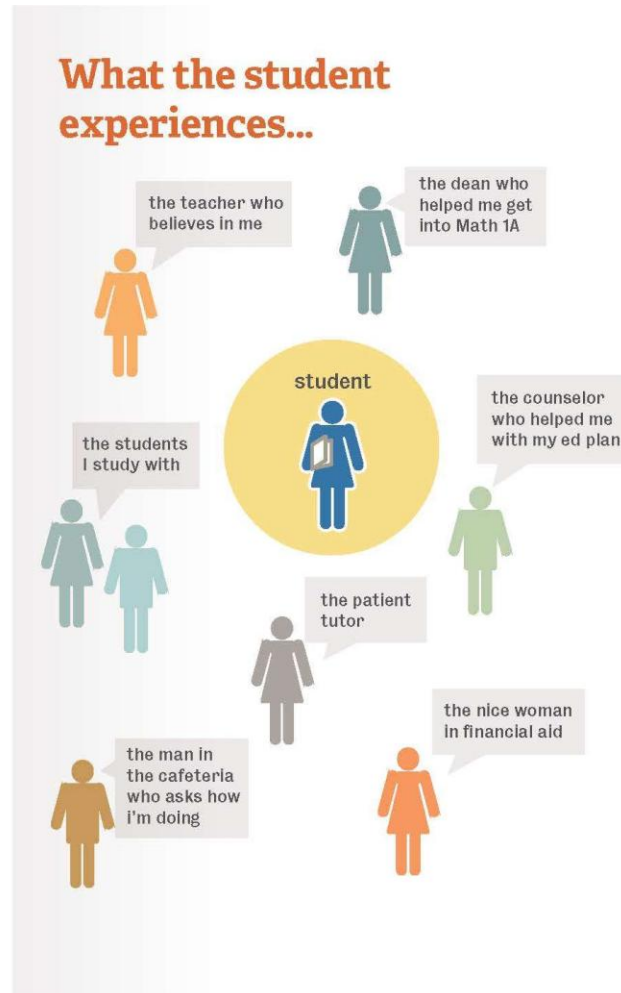 What the student
experiences...
the teacher who
believes in me
the dean who
helped me get
into Math 1A
student
the counselor
who helped me
with my ed plan
the students
I study with
the patient
tutor
the nice woman
in financial aid
the man in
the cafeteria
who asks how
i'm doing